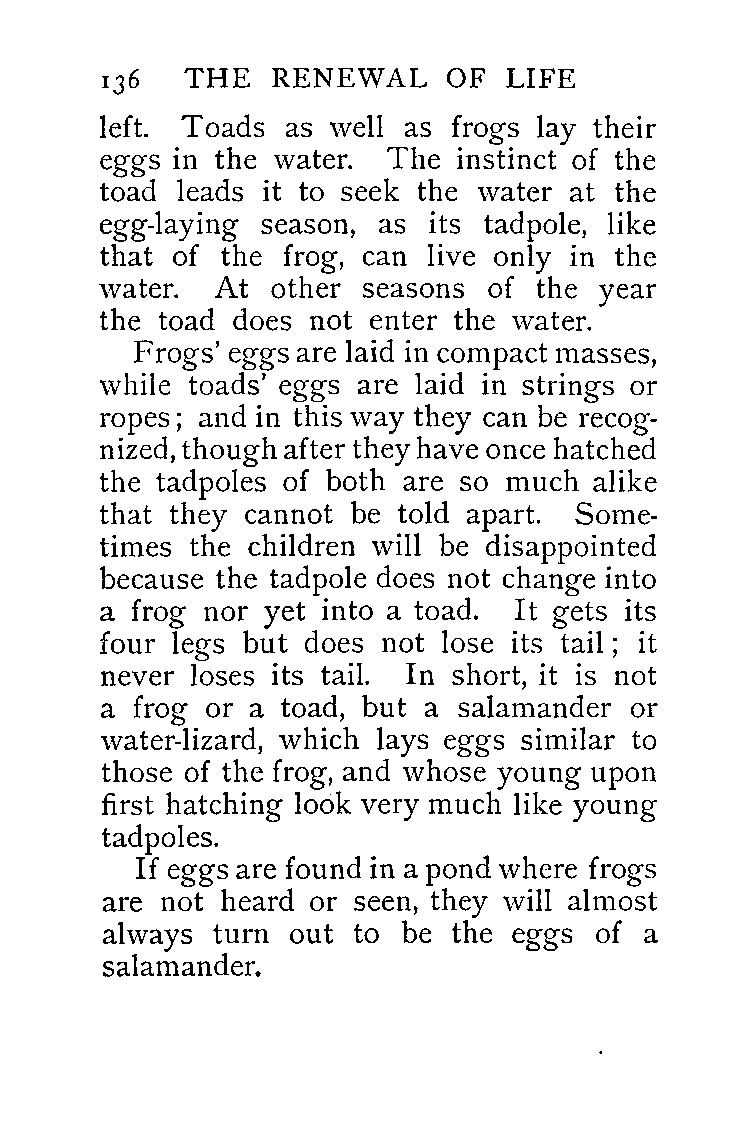 136 THE RENEWAL OF LIFE
left. Toads as well as frogs lay their
eggs in the water. The instinct of the
toad leads it to seek the water at the
egg-laying season, as its tadpole, like
that of the frog, can live only in the
water. At other seasons of the year
the toad does not enter the water.
Frogs' eggs are laid in compact masses,
while toads' eggs are laid in strings or
ropes; and in this way they can be recog-
nized, though after they have once hatched
the tadpoles of both are so much alike
that they cannot be told apart. Some-
times the children will be disappointed
because the tadpole does not change into
a frog nor yet into a toad. It gets its
four legs but does not lose its tail; it
never loses its tail. In short, it is not
a frog or a toad, but a salamander or
water-lizard, which lays eggs similar to
those of the frog, and whose young upon
first hatching look very much like young
tadpoles.
If eggs are found in a pond where frogs
are not heard or seen, they will almost
always turn out to be the eggs of a
salamander.